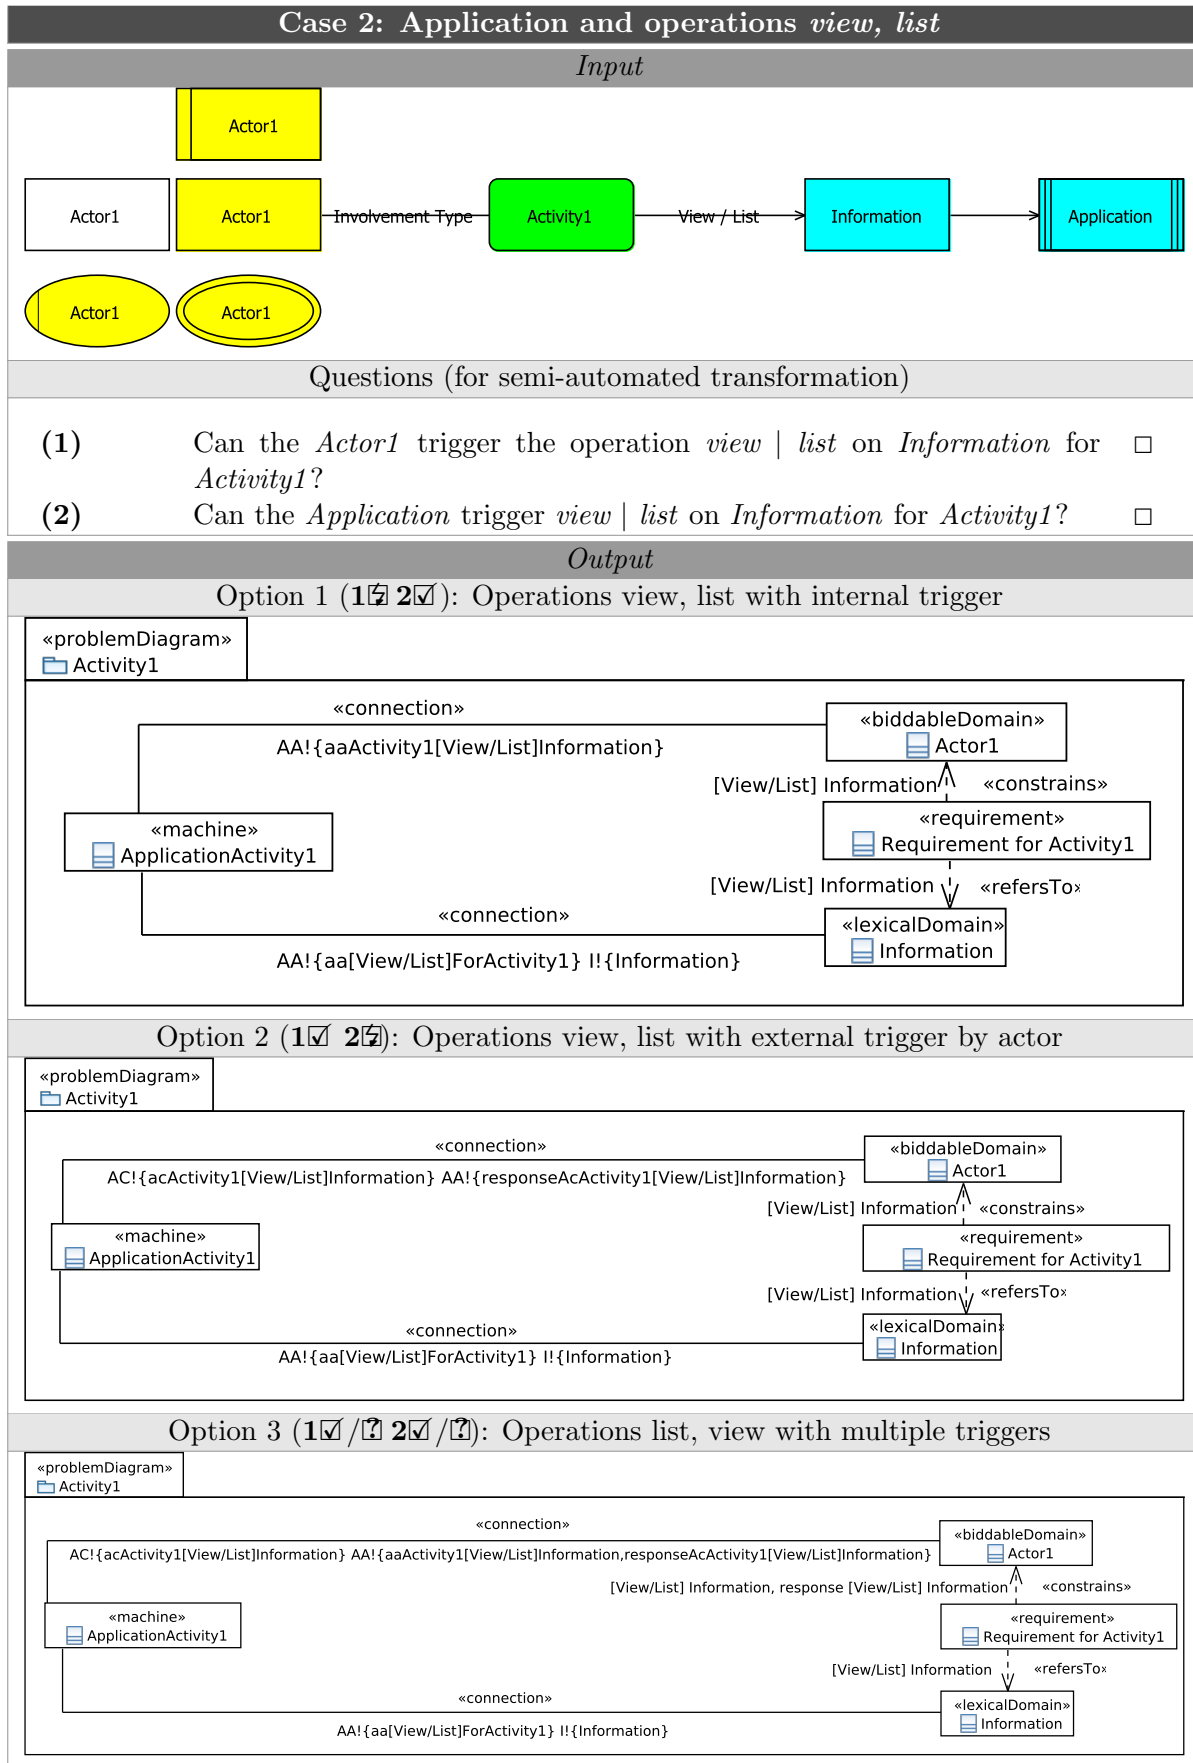 Case 2: Application and operations view, list
Input
Actor1
Actor1 Actor1 Involvement Type Activity1 View / List Information Application
Actor1 Actor1
Questions (for semi-automated transformation)
(1) Can the Actor1 trigger the operation view | list on Information for □
Activity1?
(2) Can the Application trigger view | list on Information for Activity1? □
Output
Option 1 (1☒ 2☑): Operations view, list with internal trigger
«problemDiagram»
Activity1
«connection»
AA!{aaActivity1[View/List]Information}
«biddableDomain»
Actor1
[View/List] Information «constrains»
«machine»
ApplicationActivity1
«requirement»
Requirement for Activity1
[View/List] Information «refersTo»
«connection»
AA!{aa[View/List]ForActivity1} I!{Information}
«lexicalDomain»
Information
Option 2 (1☑ 2☒): Operations view, list with external trigger by actor
«problemDiagram»
Activity1
«connection»
AC!{acActivity1[View/List]Information} AA!{responseAcActivity1[View/List]Information}
«biddableDomain»
Actor1
[View/List] Information «constrains»
«machine»
ApplicationActivity1
«requirement»
Requirement for Activity1
[View/List] Information «refersTo»
«connection»
AA!{aa[View/List]ForActivity1} I!{Information}
«lexicalDomain»
Information
Option 3 (1☑/? 2☑/?): Operations list, view with multiple triggers
«problemDiagram»
Activity1
«connection»
AC!{acActivity1[View/List]Information} AA!{aaActivity1[View/List]Information,responseAcActivity1[View/List]Information}
«biddableDomain»
Actor1
[View/List] Information, response [View/List] Information «constrains»
«machine»
ApplicationActivity1
«requirement»
Requirement for Activity1
[View/List] Information «refersTo»
«connection»
AA!{aa[View/List]ForActivity1} I!{Information}
«lexicalDomain»
Information